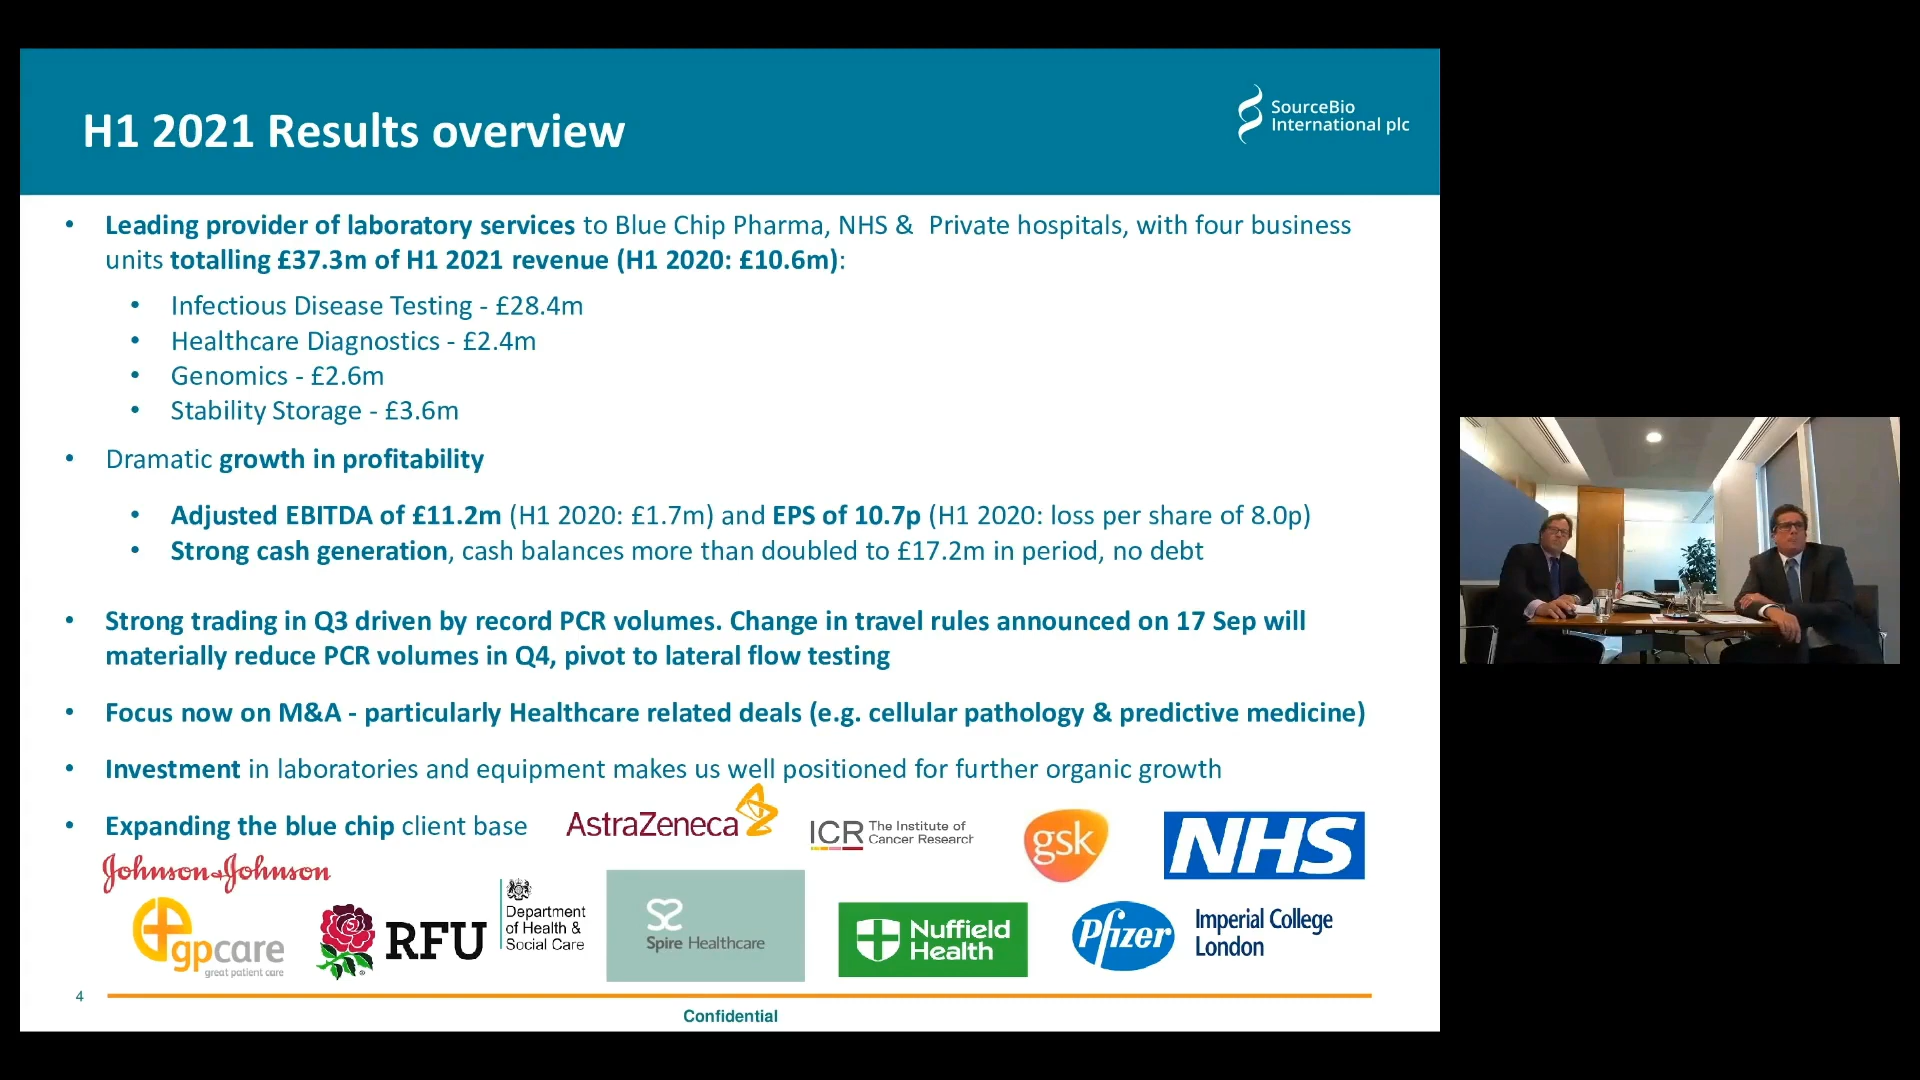 H1 2021 Results overview
SourceBio
International plc
• Leading provider of laboratory services to Blue Chip Pharma, NHS & Private hospitals, with four business
units totalling £37.3m of H1 2021 revenue (H1 2020: £10.6m):
• Infectious Disease Testing - £28.4m
• Healthcare Diagnostics - £2.4m
• Genomics - £2.6m
• Stability Storage - £3.6m
• Dramatic growth in profitability
• Adjusted EBITDA of £11.2m (H1 2020: £1.7m) and EPS of 10.7p (H1 2020: loss per share of 8.0p)
• Strong cash generation, cash balances more than doubled to £17.2m in period, no debt
• Strong trading in Q3 driven by record PCR volumes. Change in travel rules announced on 17 Sep will
materially reduce PCR volumes in Q4, pivot to lateral flow testing
• Focus now on M&A - particularly Healthcare related deals (e.g. cellular pathology & predictive medicine)
• Investment in laboratories and equipment makes us well positioned for further organic growth
• Expanding the blue chip client base
AstraZeneca
ICR The Institute of
Cancer Research
gsk
NHS
Johnson & Johnson
gpcare
great patient care
RFU
Department
of Health &
Social Care
Spire Healthcare
Nuffield
Health
Pfizer
Imperial College
London
4
Confidential